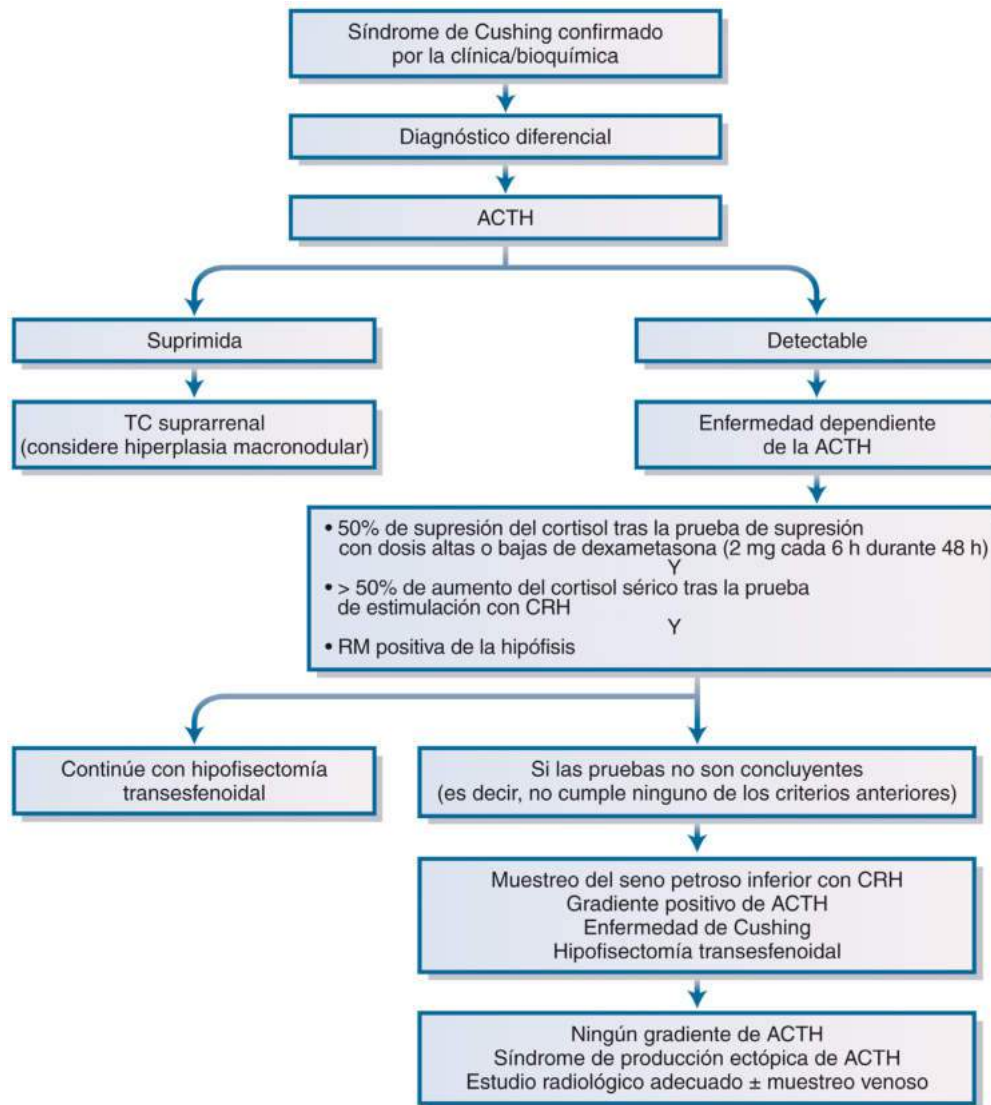 Síndrome de Cushing confirmado
por la clínica/bioquímica
Diagnóstico diferencial
ACTH
Suprimida
Detectable
TC suprarrenal
(considere hiperplasia macronodular)
Enfermedad dependiente
de la ACTH
• 50% de supresión del cortisol tras la prueba de supresión
con dosis altas o bajas de dexametasona (2 mg cada 6 h durante 48 h)
Y
• > 50% de aumento del cortisol sérico tras la prueba
de estimulación con CRH
Y
• RM positiva de la hipófisis
Continúe con hipofisectomía
transesfenoidal
Si las pruebas no son concluyentes
(es decir, no cumple ninguno de los criterios anteriores)
Muestreo del seno petroso inferior con CRH
Gradiente positivo de ACTH
Enfermedad de Cushing
Hipofisectomía transesfenoidal
Ningún gradiente de ACTH
Síndrome de producción ectópica de ACTH
Estudio radiológico adecuado ± muestreo venoso